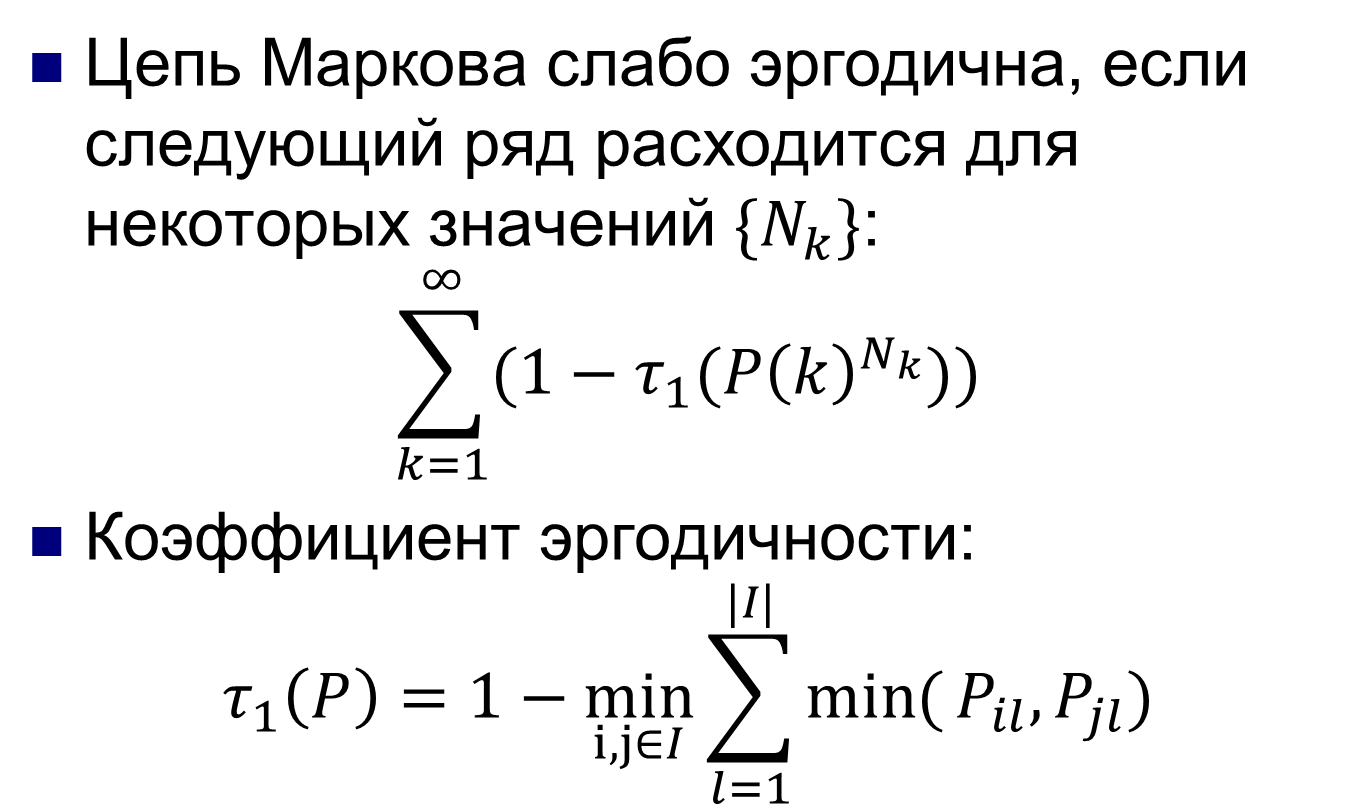 Цепь Маркова слабо эргодична, если
следующий ряд расходится для
некоторых значений {N_k}:
∑_{k=1}^{∞} (1 − τ_1(P(k)^{N_k}))
Коэффициент эргодичности:
τ_1(P) = 1 − min_{i,j∈I} ∑_{l=1}^{|I|} min( P_{il}, P_{jl})